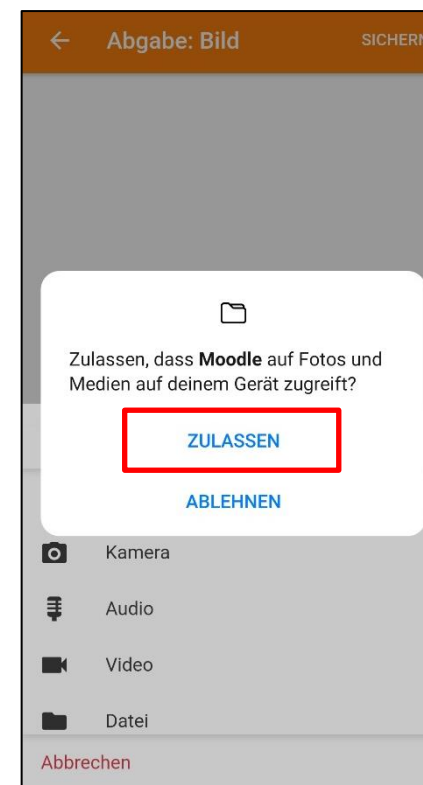 Abgabe: Bild SICHERN
Zulassen, dass Moodle auf Fotos und
Medien auf deinem Gerät zugreift?
ZULASSEN
ABLEHNEN
Kamera
Audio
Video
Datei
Abbrechen